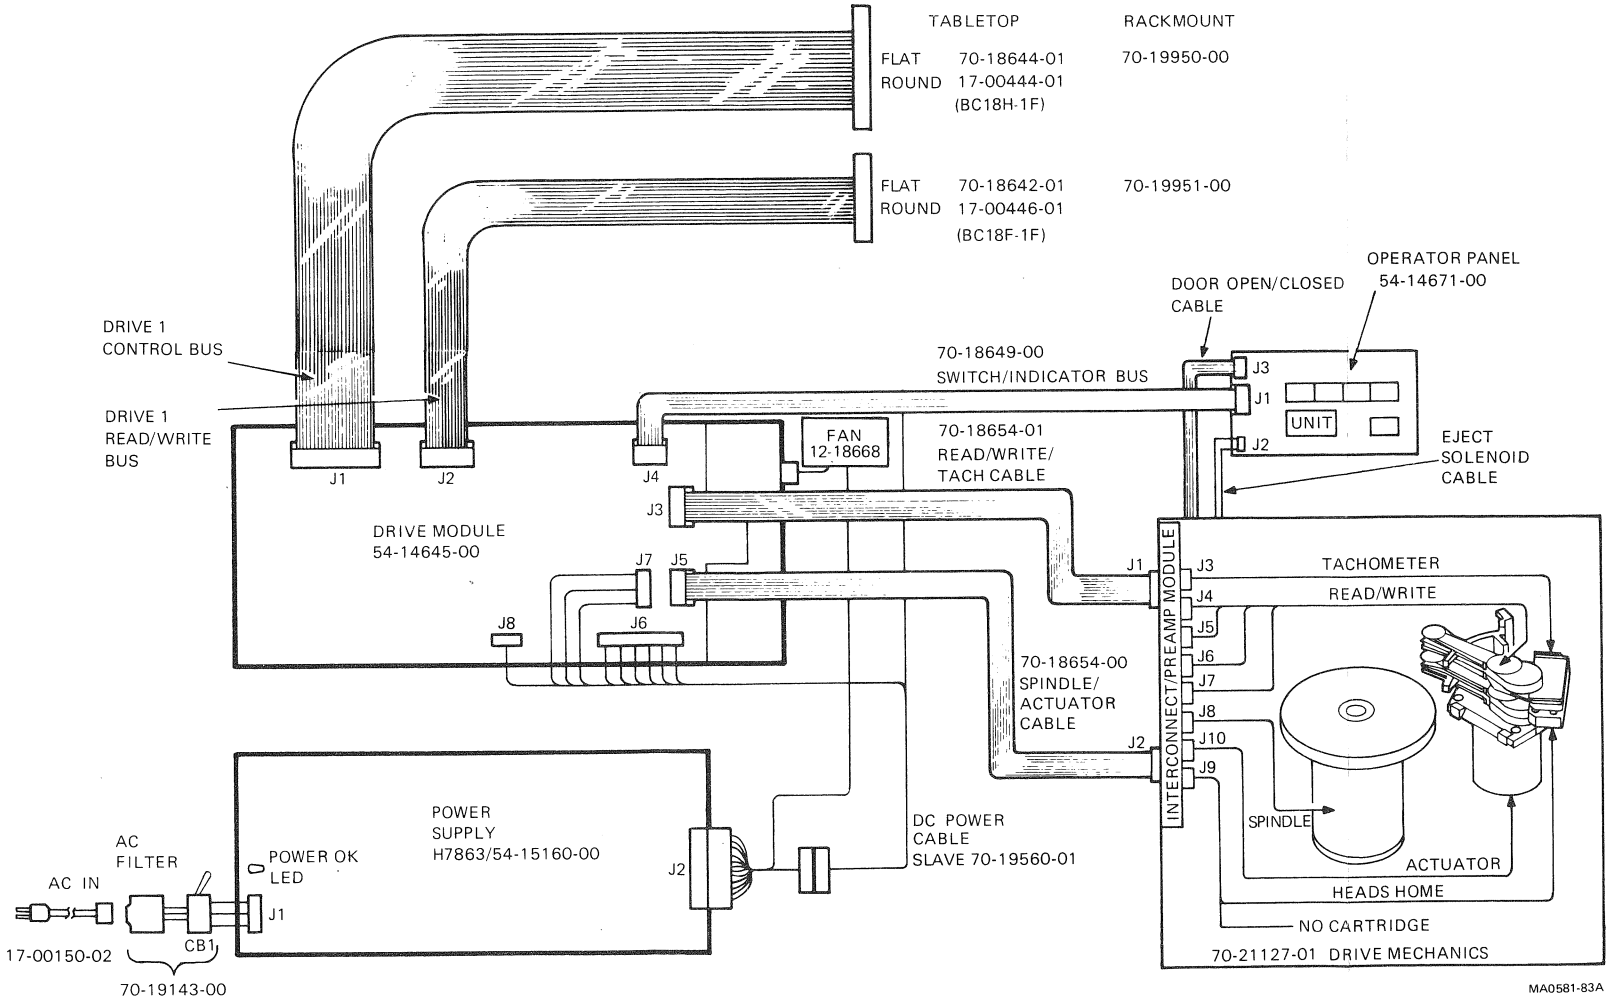 TABLETOP RACKMOUNT
FLAT 70-18644-01 70-19950-00
ROUND 17-00444-01
(BC18H-1F)
FLAT 70-18642-01 70-19951-00
ROUND 17-00446-01
(BC18F-1F)
OPERATOR PANEL
54-14671-00
DOOR OPEN/CLOSED
CABLE
DRIVE 1
CONTROL BUS
70-18649-00
SWITCH/INDICATOR BUS
J3
J1
UNIT
J2
DRIVE 1
READ/WRITE
BUS
FAN
12-18668
70-18654-01
READ/WRITE/
TACH CABLE
EJECT
SOLENOID
CABLE
J1
J2
J4
J3
DRIVE MODULE
54-14645-00
J7
J5
J8
J6
J1
J2
INTERCONNECT/PREAMP MODULE
J3
J4
J5
J6
J7
J8
J10
J9
TACHOMETER
READ/WRITE
70-18654-00
SPINDLE/
ACTUATOR
CABLE
SPINDLE
ACTUATOR
HEADS HOME
NO CARTRIDGE
70-21127-01 DRIVE MECHANICS
POWER
SUPPLY
H7863/54-15160-00
J2
DC POWER
CABLE
SLAVE 70-19560-01
AC
FILTER
POWER OK
LED
AC IN
J1
CB1
17-00150-02
70-19143-00
MA0581-83A